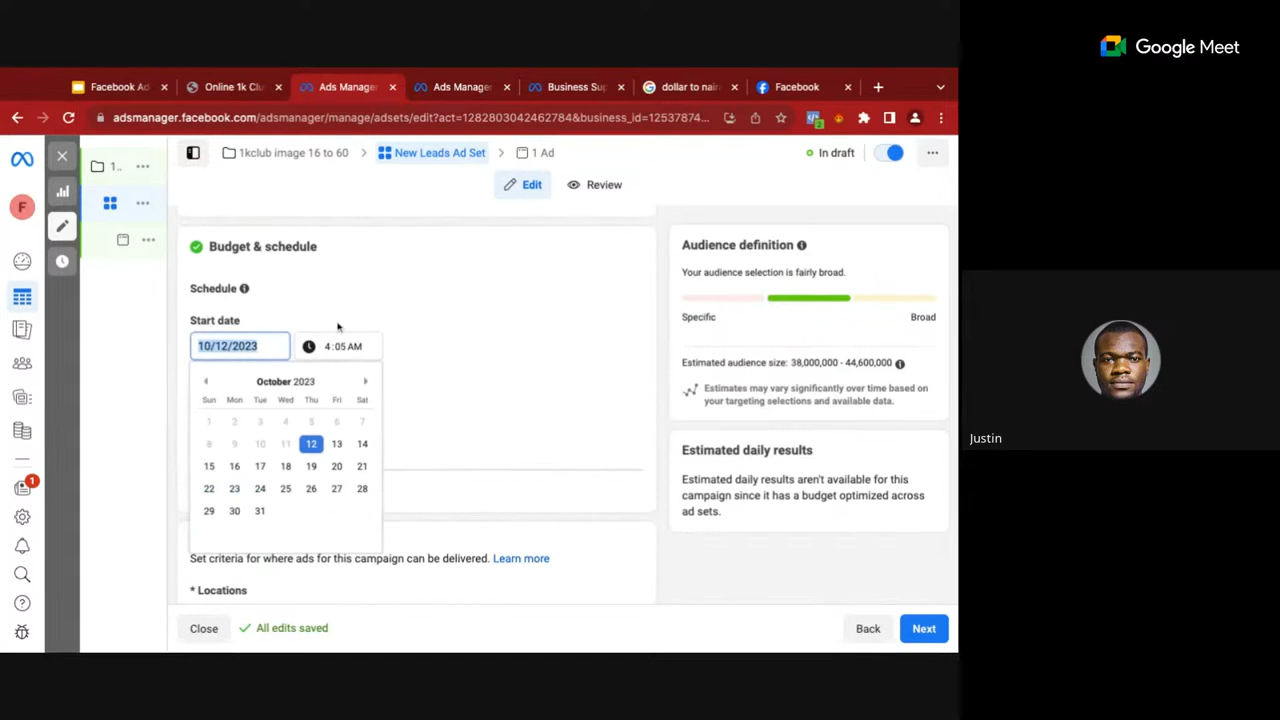 Google Meet
Facebook Ad
Online 1k Clu
Ads Manager
Ads Manager
Business Sup
dollar to nair
Facebook
adsmanager.facebook.com/adsmanager/manage/adsets/edit?act=1282803042462784&business_id=12537874...
2
1kclub image 16 to 60
New Leads Ad Set
1 Ad
In draft
1..
Edit
Review
F
Budget & schedule
Schedule
Start date
10/12/2023
4:05 AM
October 2023
Sun Mon Tue Wed Thu Fri Sat
1 2 3 4 5 6 7
8 9 10 11 12 13 14
15 16 17 18 19 20 21
22 23 24 25 26 27 28
29 30 31
Set criteria for where ads for this campaign can be delivered. Learn more
* Locations
Audience definition
Your audience selection is fairly broad.
Specific
Broad
Estimated audience size: 38,000,000 - 44,600,000
Estimates may vary significantly over time based on
your targeting selections and available data.
Estimated daily results
Estimated daily results aren't available for this
campaign since it has a budget optimized across
ad sets.
1
Close
All edits saved
Back
Next
Justin